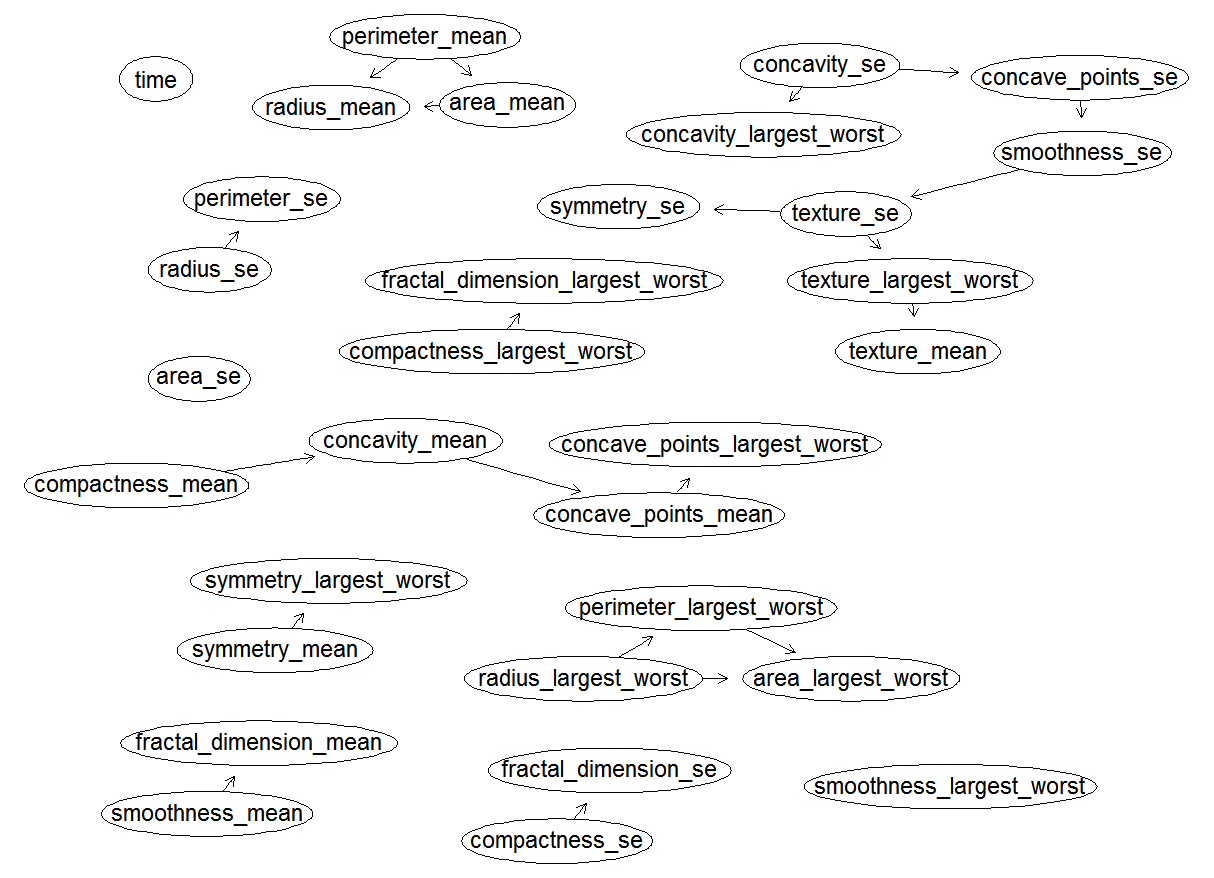 perimeter_mean
time
concavity_se
concave_points_se
radius_mean
area_mean
concavity_largest_worst
smoothness_se
perimeter_se
symmetry_se
texture_se
radius_se
fractal_dimension_largest_worst
texture_largest_worst
compactness_largest_worst
texture_mean
area_se
concavity_mean
concave_points_largest_worst
compactness_mean
concave_points_mean
symmetry_largest_worst
perimeter_largest_worst
symmetry_mean
radius_largest_worst
area_largest_worst
fractal_dimension_mean
fractal_dimension_se
smoothness_largest_worst
smoothness_mean
compactness_se